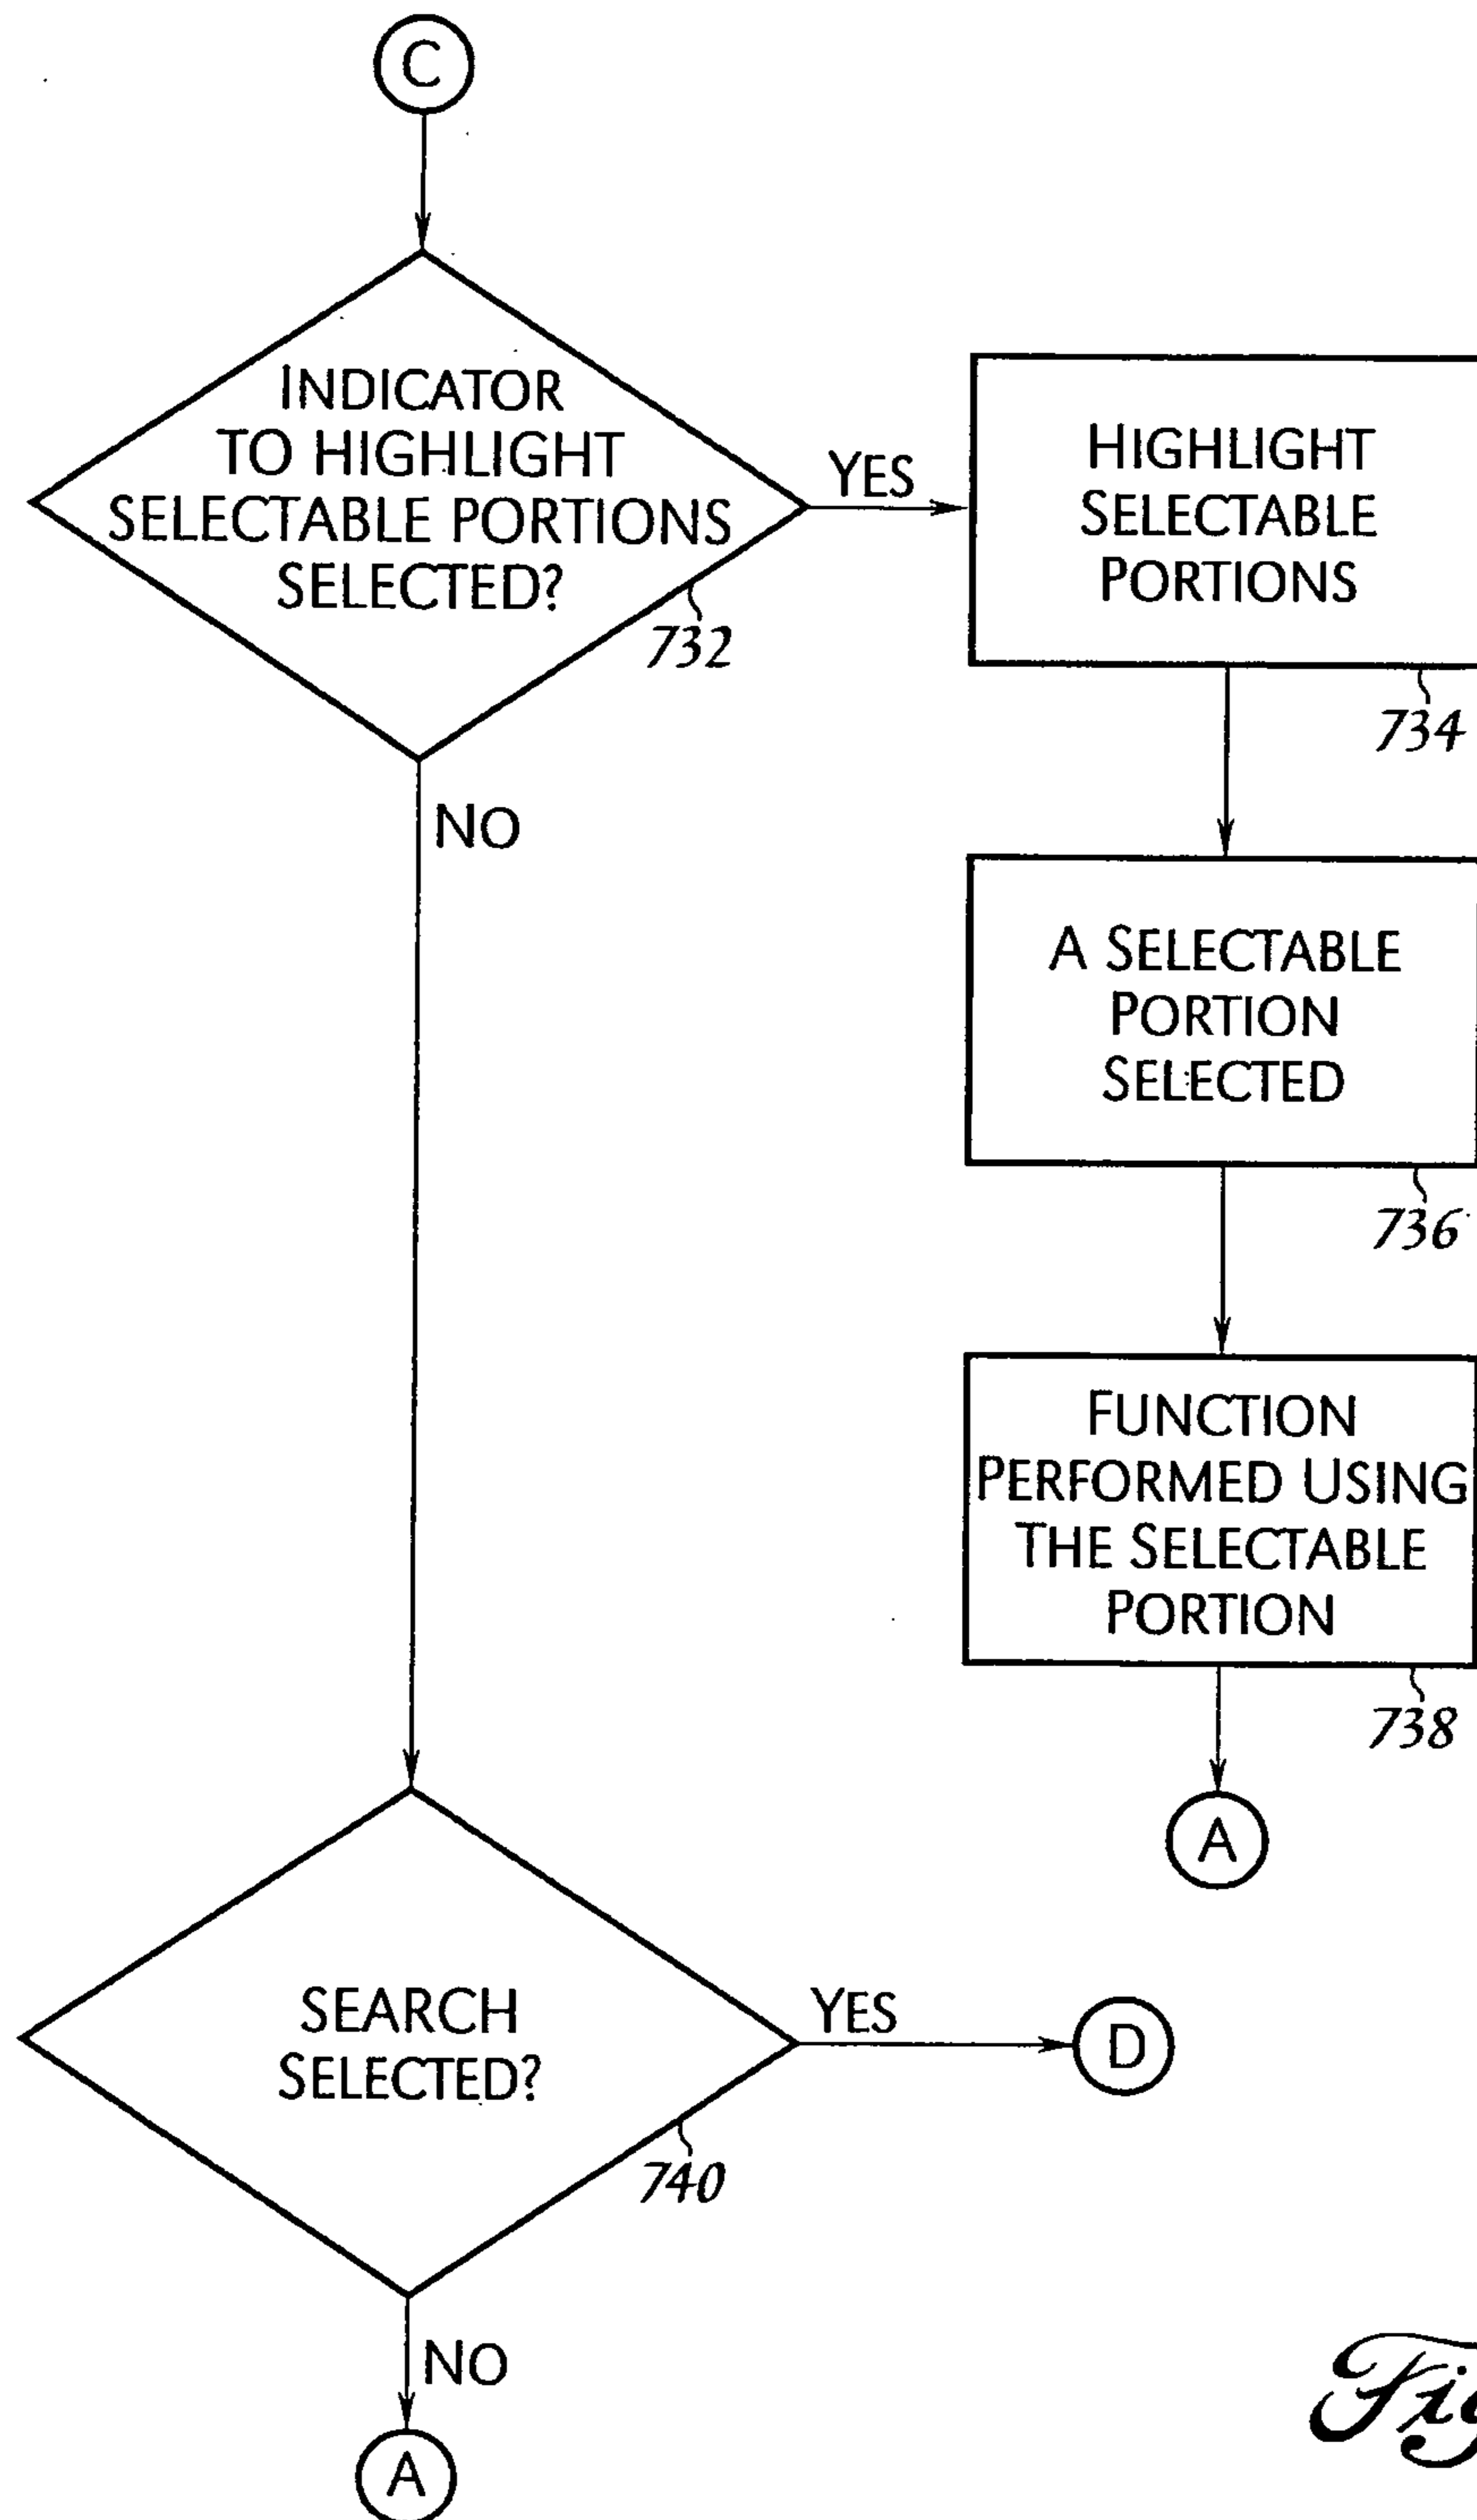 C
INDICATOR
TO HIGHLIGHT
SELECTABLE PORTIONS
SELECTED?
732
YES
HIGHLIGHT
SELECTABLE
PORTIONS
734
NO
A SELECTABLE
PORTION
SELECTED
736
FUNCTION
PERFORMED USING
THE SELECTABLE
PORTION
738
A
SEARCH
SELECTED?
740
YES
D
NO
A